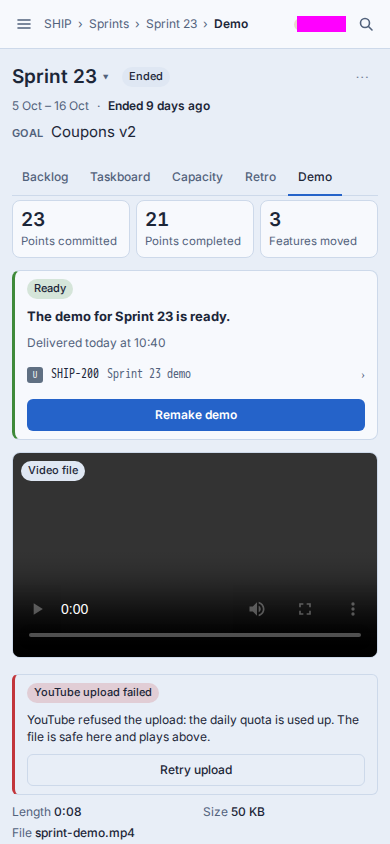 SHIP › Sprints › Sprint 23 › Demo
Sprint 23 ▾ Ended ...
5 Oct – 16 Oct · Ended 9 days ago
GOAL Coupons v2
Backlog Taskboard Capacity Retro Demo
23 21 3
Points committed Points completed Features moved
Ready
The demo for Sprint 23 is ready.
Delivered today at 10:40
U SHIP-200 Sprint 23 demo ›
Remake demo
Video file
0:00
YouTube upload failed
YouTube refused the upload: the daily quota is used up. The
file is safe here and plays above.
Retry upload
Length 0:08 Size 50 KB
File sprint-demo.mp4